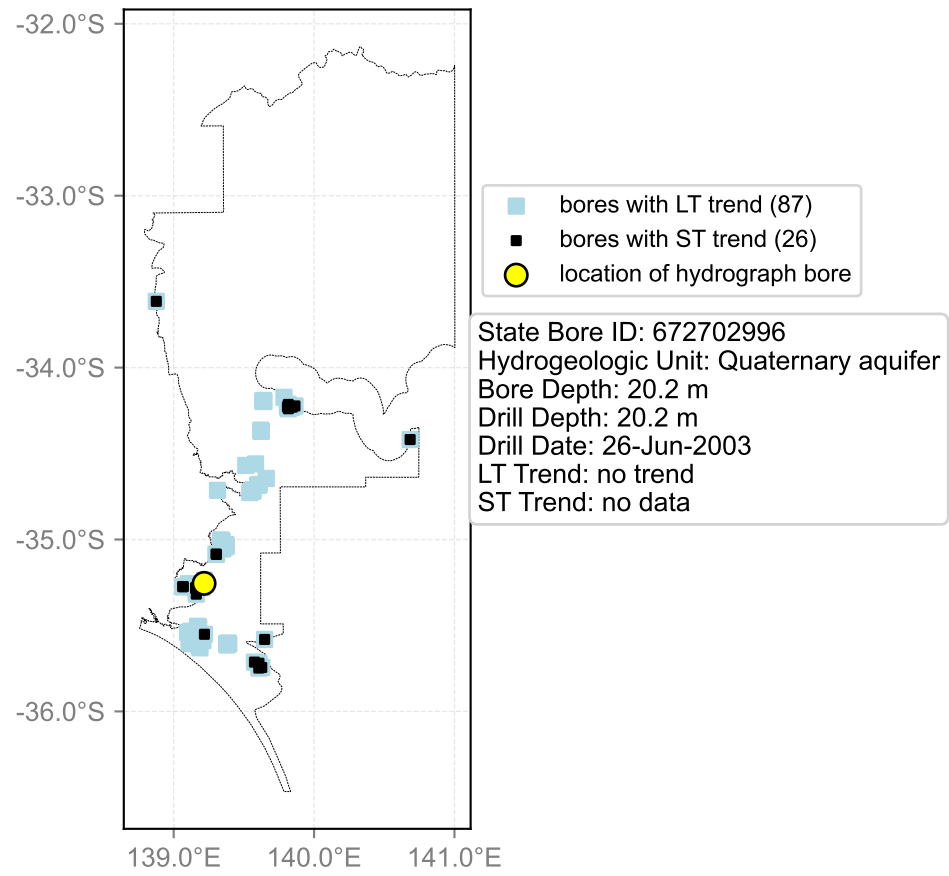 -32.0°S
-33.0°S
-34.0°S
-35.0°S
-36.0°S
139.0°E 140.0°E 141.0°E
bores with LT trend (87)
bores with ST trend (26)
location of hydrograph bore
State Bore ID: 672702996
Hydrogeologic Unit: Quaternary aquifer
Bore Depth: 20.2 m
Drill Depth: 20.2 m
Drill Date: 26-Jun-2003
LT Trend: no trend
ST Trend: no data